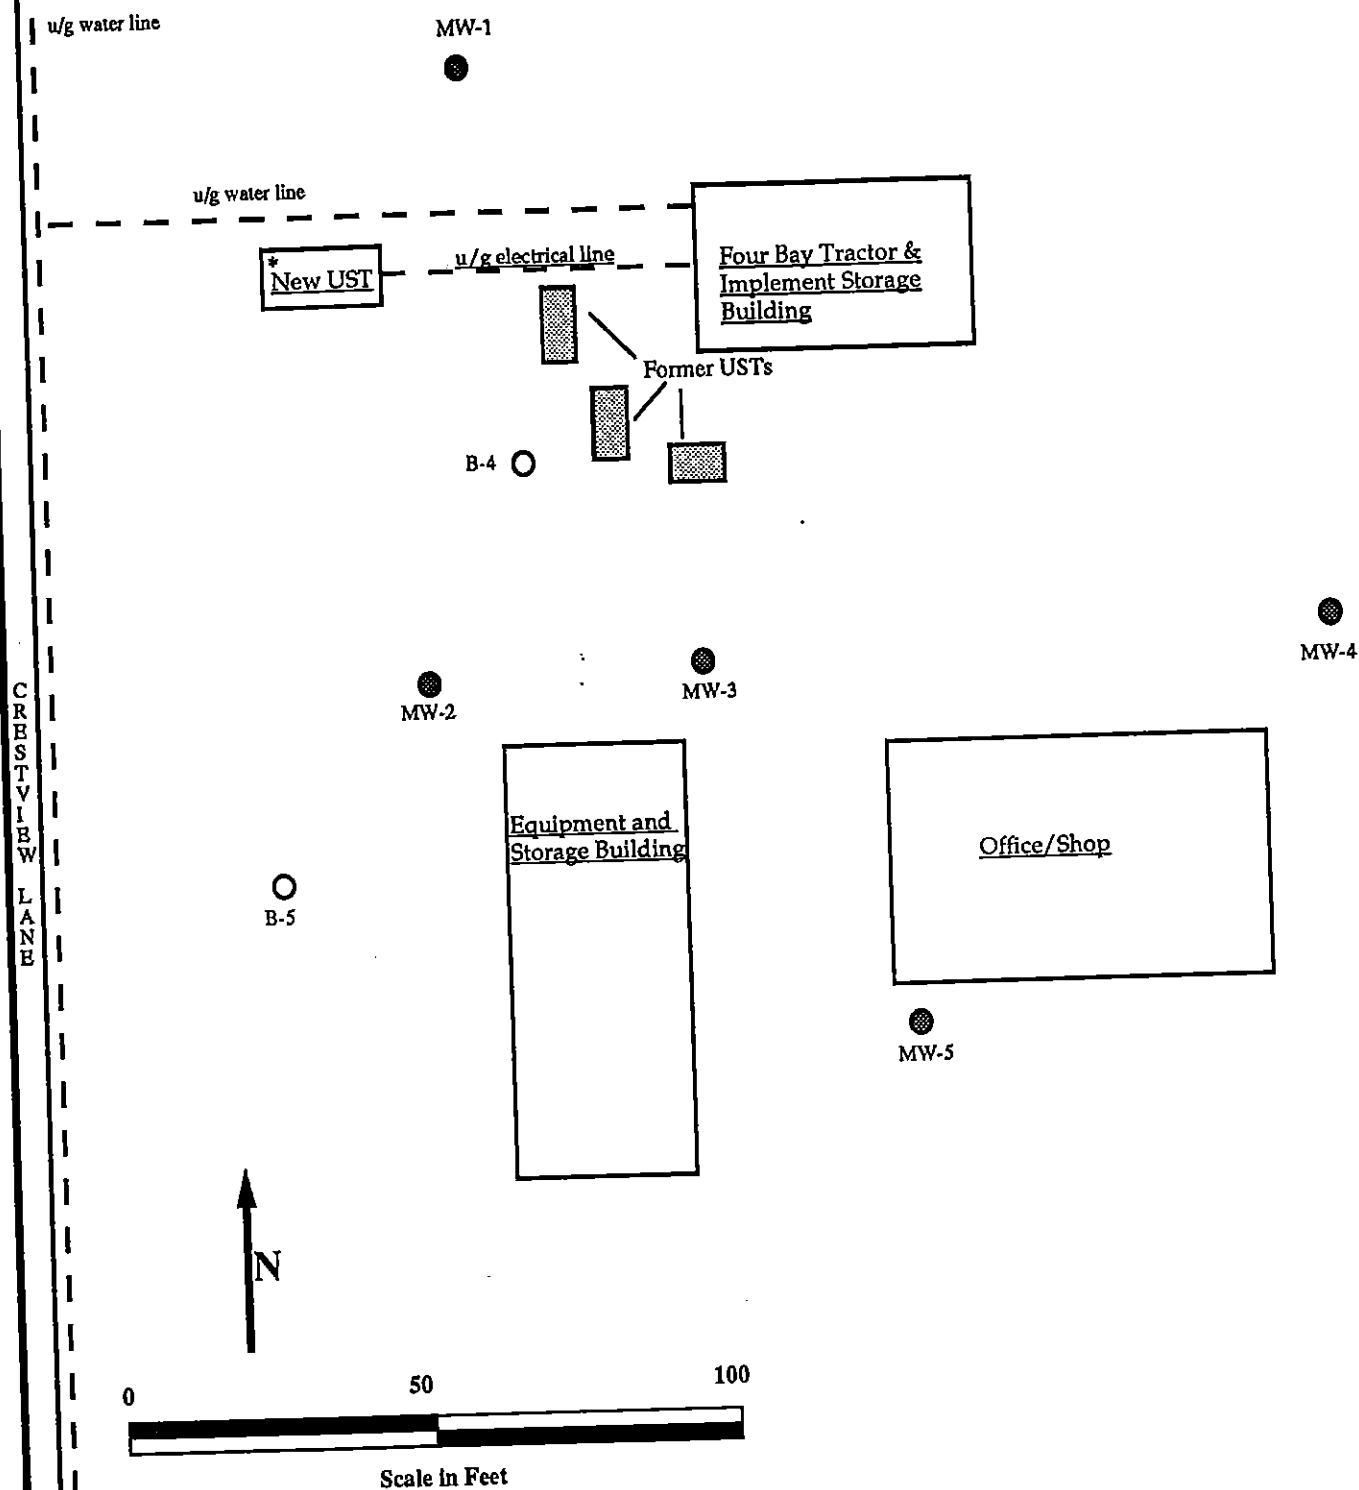 u/g water line
MW-1
u/g water line
u/g electrical line
*
New UST
Four Bay Tractor &
Implement Storage
Building
Former USTs
B-4
MW-4
MW-3
MW-2
CRESTVIEW LANE
Equipment and
Storage Building
Office/Shop
B-5
MW-5
N
0
50
100
Scale in Feet